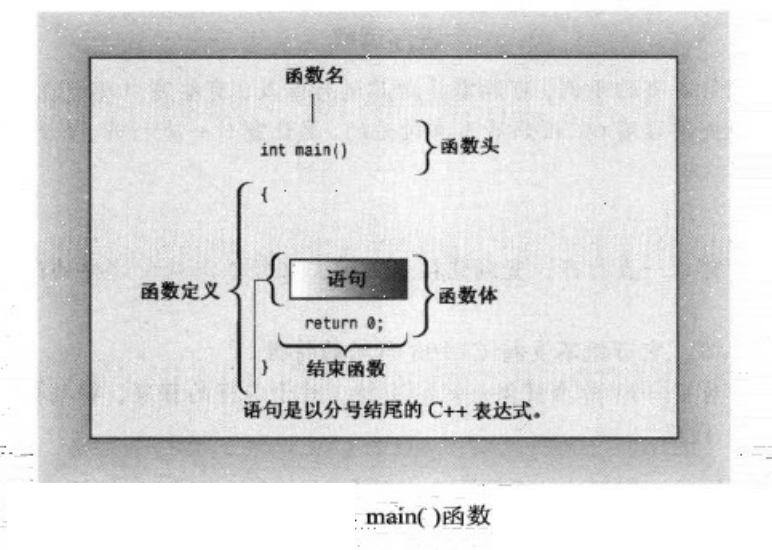 函数名
int main()
函数头
{
语句
函数定义
函数体
return 0;
}
结束函数
语句是以分号结尾的 C++ 表达式。
main( )函数